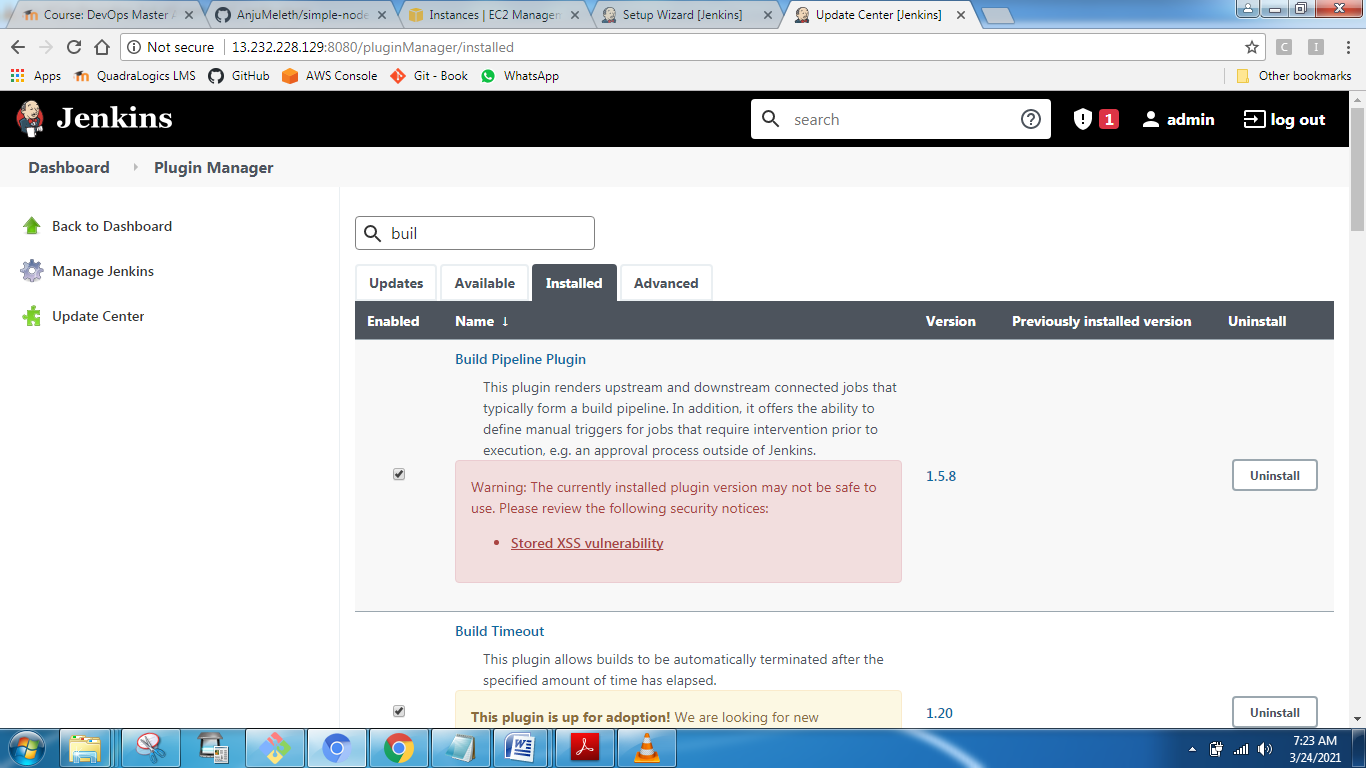 Course: DevOps Master A
AnjuMeleth/simple-node
Instances | EC2 Managem
Setup Wizard [Jenkins]
Update Center [Jenkins]
Not secure
13.232.228.129:8080/pluginManager/installed
C
I
Apps
QuadraLogics LMS
GitHub
AWS Console
Git - Book
WhatsApp
Other bookmarks
Jenkins
search
1
admin
log out
Dashboard
Plugin Manager
Back to Dashboard
Manage Jenkins
Update Center
buil
Updates
Available
Installed
Advanced
Enabled
Name ↓
Version
Previously installed version
Uninstall
Build Pipeline Plugin
This plugin renders upstream and downstream connected jobs that
typically form a build pipeline. In addition, it offers the ability to
define manual triggers for jobs that require intervention prior to
execution, e.g. an approval process outside of Jenkins.
Warning: The currently installed plugin version may not be safe to
use. Please review the following security notices:
• Stored XSS vulnerability
1.5.8
Uninstall
Build Timeout
This plugin allows builds to be automatically terminated after the
specified amount of time has elapsed.
This plugin is up for adoption! We are looking for new
1.20
Uninstall
7:23 AM
3/24/2021